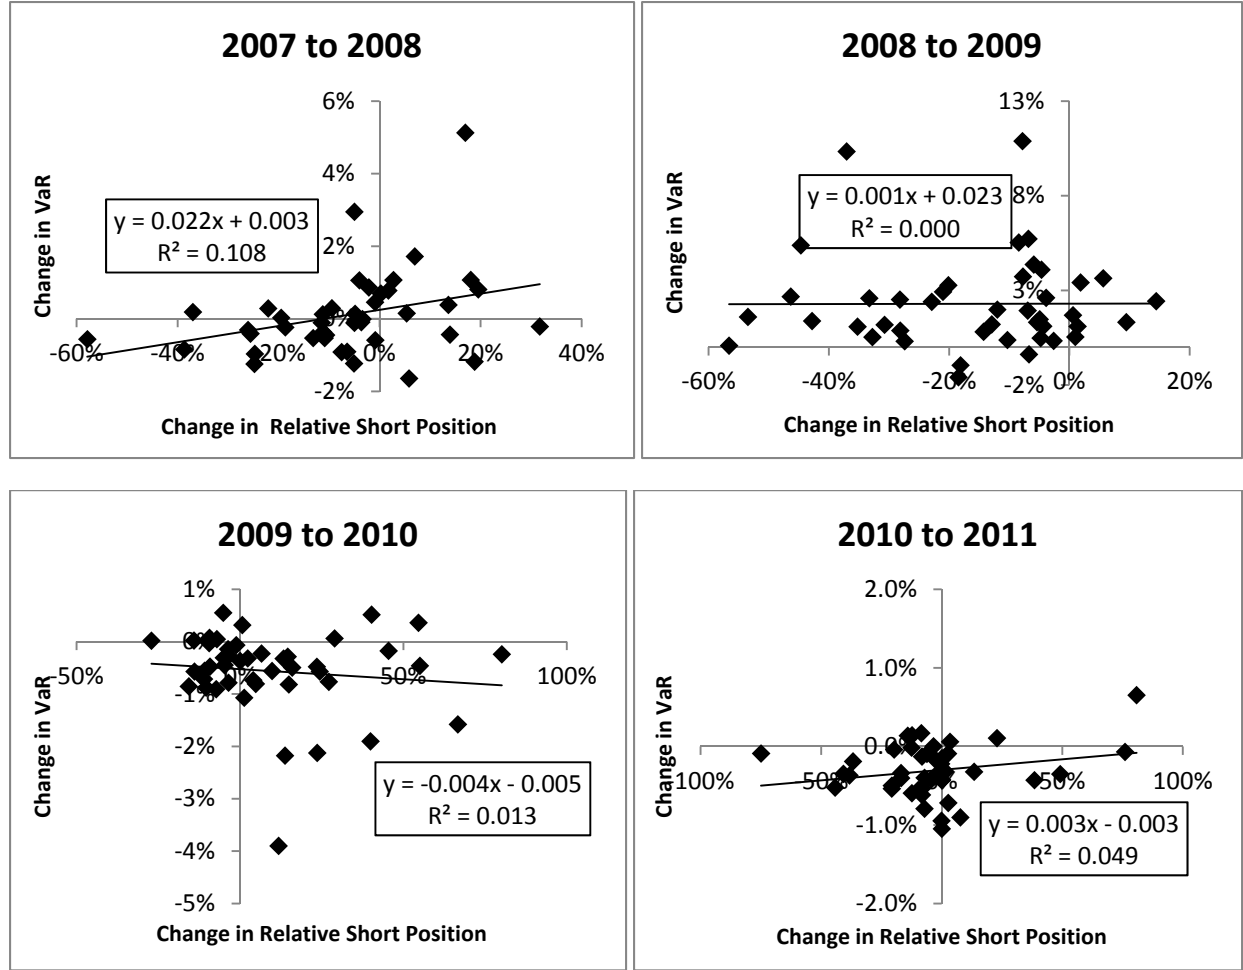 2007 to 2008
6%
4%
2%
0%
-2%
-60%
-40%
-20%
0%
20%
40%
Change in VaR
y = 0.022x + 0.003
R² = 0.108
Change in  Relative Short Position
2008 to 2009
13%
8%
3%
-2%
-60%
-40%
-20%
0%
20%
Change in VaR
y = 0.001x + 0.023
R² = 0.000
Change in Relative Short Position
2009 to 2010
1%
0%
-1%
-2%
-3%
-4%
-5%
-50%
0%
50%
100%
Change in VaR
y = -0.004x - 0.005
R² = 0.013
Change in Relative Short Position
2010 to 2011
2.0%
1.0%
0.0%
-1.0%
-2.0%
100%
50%
0%
50%
100%
Change in VaR
y = 0.003x - 0.003
R² = 0.049
Change in Relative Short Position